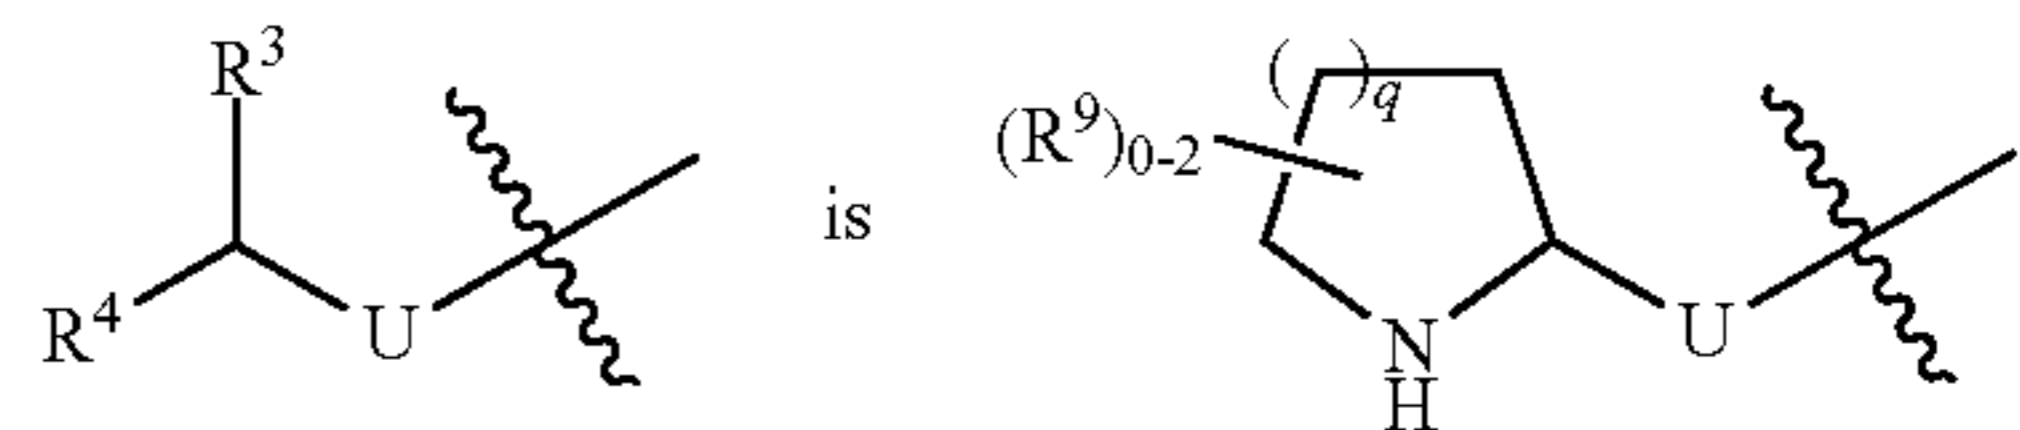 R³
R⁴
U
is
(R⁹)₀₋₂
( )q
N
H
U